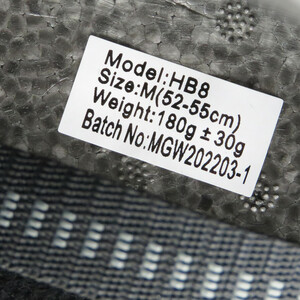 Model:HB8
Size:M(52-55cm)
Weight:180g±30g
Batch No:MGW202203-1